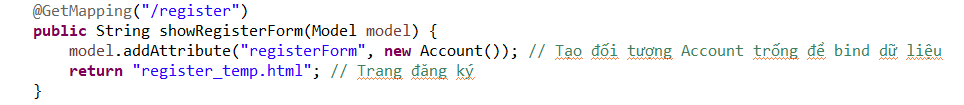 @GetMapping("/register")
public String showRegisterForm(Model model) {
model.addAttribute("registerForm", new Account()); // Tạo đối tượng Account trống để bind dữ liệu
return "register_temp.html"; // Trang đăng ký
}